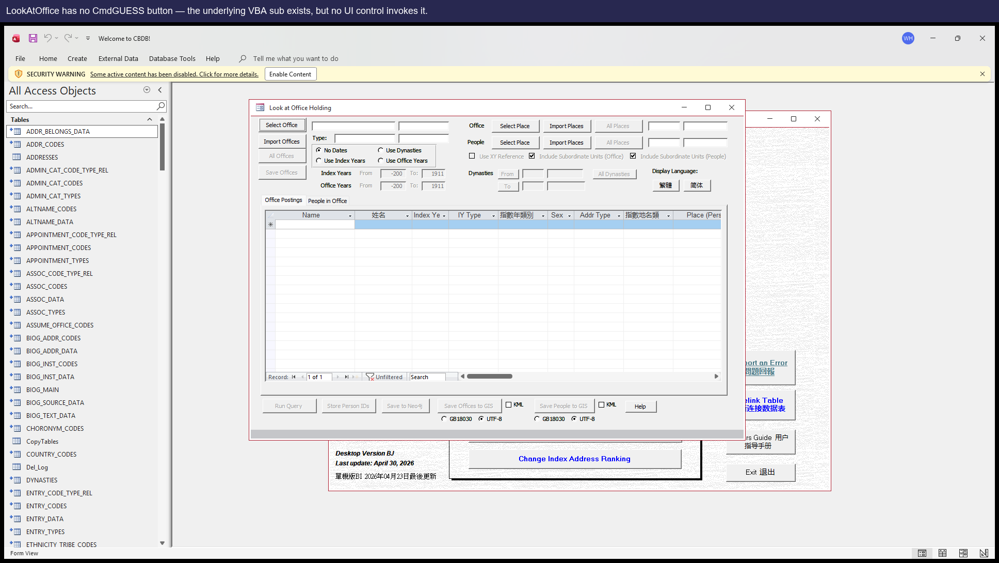 LookAtOffice has no CmdGUESS button — the underlying VBA sub exists, but no UI control invokes it.
Welcome to CBDB!
WH
File Home Create External Data Database Tools Help Tell me what you want to do
SECURITY WARNING Some active content has been disabled. Click for more details. Enable Content
All Access Objects
Search...
Tables
ADDR_BELONGS_DATA
ADDR_CODES
ADDRESSES
ADMIN_CAT_CODE_TYPE_REL
ADMIN_CAT_CODES
ADMIN_CAT_TYPES
ALTNAME_CODES
ALTNAME_DATA
APPOINTMENT_CODE_TYPE_REL
APPOINTMENT_CODES
APPOINTMENT_TYPES
ASSOC_CODE_TYPE_REL
ASSOC_CODES
ASSOC_DATA
ASSOC_TYPES
ASSUME_OFFICE_CODES
BIOG_ADDR_CODES
BIOG_ADDR_DATA
BIOG_INST_CODES
BIOG_INST_DATA
BIOG_MAIN
BIOG_SOURCE_DATA
BIOG_TEXT_DATA
CHORONYM_CODES
CopyTables
COUNTRY_CODES
Del_Log
DYNASTIES
ENTRY_CODE_TYPE_REL
ENTRY_CODES
ENTRY_DATA
ENTRY_TYPES
ETHNICITY_TRIBE_CODES
Form View
Look at Office Holding
Select Office
Import Offices
All Offices
Save Offices
Type:
No Dates Use Dynasties
Use Index Years Use Office Years
Index Years From -200 To: 1911
Office Years From -200 To: 1911
Office Select Place Import Places All Places
People Select Place Import Places All Places
Use XY Reference Include Subordinate Units (Office) Include Subordinate Units (People)
Dynasties From All Dynasties
To
Display Language:
繁體 简体
Office Postings People in Office
Name 姓名 Index Ye IY Type 指數年類別 Sex Addr Type 指數地名類 Place (Pers
Record: 1 of 1 Unfiltered Search
Run Query Store Person IDs Save to Neo4j Save Offices to GIS KML Save People to GIS KML Help
GB18030 UTF-8 GB18030 UTF-8
ort an Error
問題回報
elink Table
连接数据表
rs Guide 用户
指导手册
Exit 退出
Change Index Address Ranking
Desktop Version BJ
Last update: April 30, 2026
單機版BI 2026年04月23日最後更新